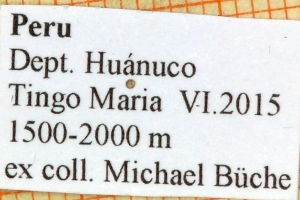 Peru
Dept. Huánuco
Tingo Maria VI.2015
1500-2000 m
ex coll. Michael Büche